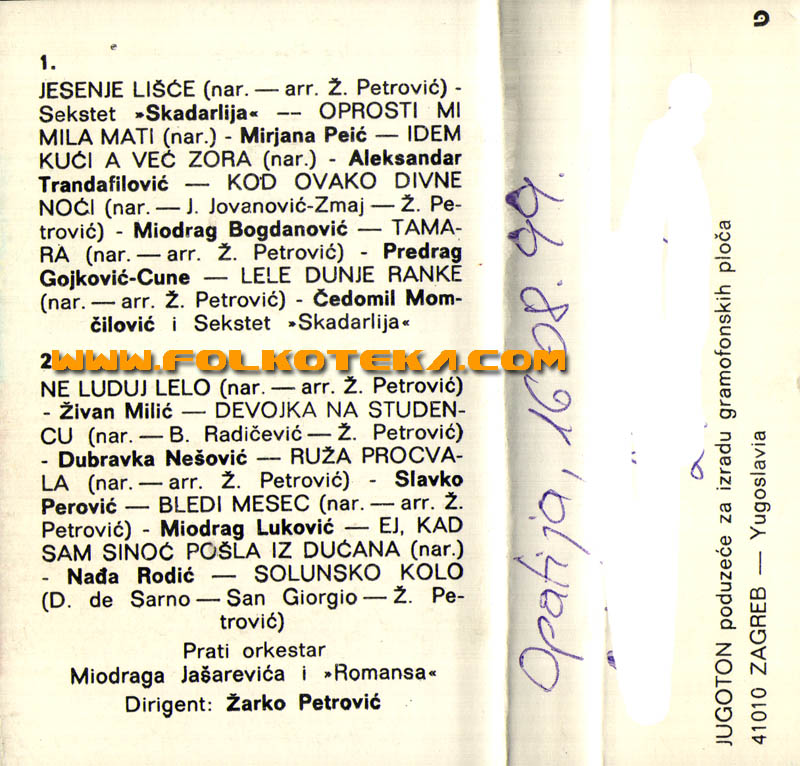 1.
JESENJE LIŠĆE (nar. — arr. Ž. Petrović) -
Sekstet »Skadarlija« –– OPROSTI MI
MILA MATI (nar.) - Mirjana Peić — IDEM
KUĆI A VEĆ ZORA (nar.) - Aleksandar
Trandafilović — KOD OVAKO DIVNE
NOĆI (nar. — J. Jovanović-Zmaj — Ž. Pe-
trović) - Miodrag Bogdanović — TAMA-
RA (nar. — arr. Ž. Petrović) - Predrag
Gojković-Cune — LELE DUNJE RANKE
(nar. — arr. Ž. Petrović) - Čedomil Mom-
čilović i Sekstet »Skadarlija«
2
WWW.FOLKOTEKA.COM
NE LUDUJ LELO (nar. — arr. Ž. Petrović)
- Živan Milić — DEVOJKA NA STUDEN-
CU (nar. — B. Radičević — Ž. Petrović)
- Dubravka Nešović — RUŽA PROCVA-
LA (nar. — arr. Ž. Petrović) - Slavko
Perović — BLEDI MESEC (nar. — arr. Ž.
Petrović) - Miodrag Luković — EJ, KAD
SAM SINOĆ POŠLA IZ DUĆANA (nar.)
- Nađa Rodić — SOLUNSKO KOLO
(D. de Sarno — San Giorgio — Ž. Pe-
trović)
Prati orkestar
Miodraga Jašarevića i »Romansa«
Dirigent: Žarko Petrović
Opatija, 16.08.99.
JUGOTON poduzeće za izradu gramofonskih ploča
41010 ZAGREB — Yugoslavia